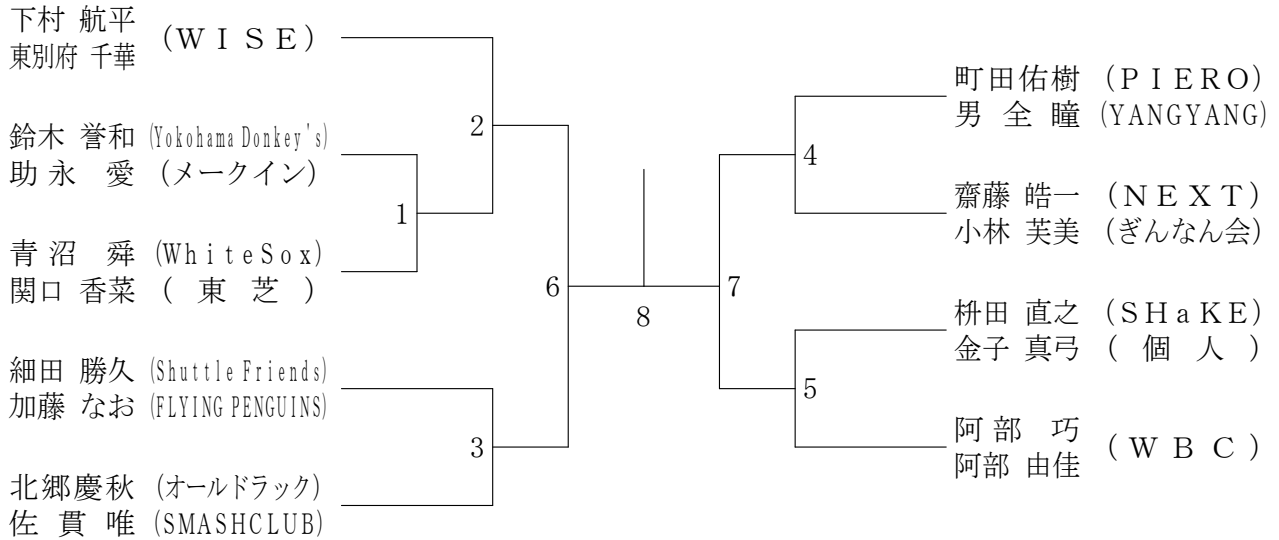 下村 航平
東別府 千華 (ＷＩＳＥ)
鈴木 誉和 (Yokohama Donkey's)
助永 愛 (メークイン)
青沼 舜 (WhiteSox)
関口 香菜 (東芝)
細田 勝久 (Shuttle Friends)
加藤 なお (FLYING PENGUINS)
北郷慶秋 (オールドラック)
佐貫 唯 (SMASHCLUB)
2
1
3
6
8
7
4
5
町田佑樹 (ＰＩＥＲＯ)
男全瞳 (YANGYANG)
齋藤 皓一 (ＮＥＸＴ)
小林 芙美 (ぎんなん会)
枡田 直之 (SHaKE)
金子 真弓 (個人)
阿部 巧
阿部 由佳 (ＷＢＣ)